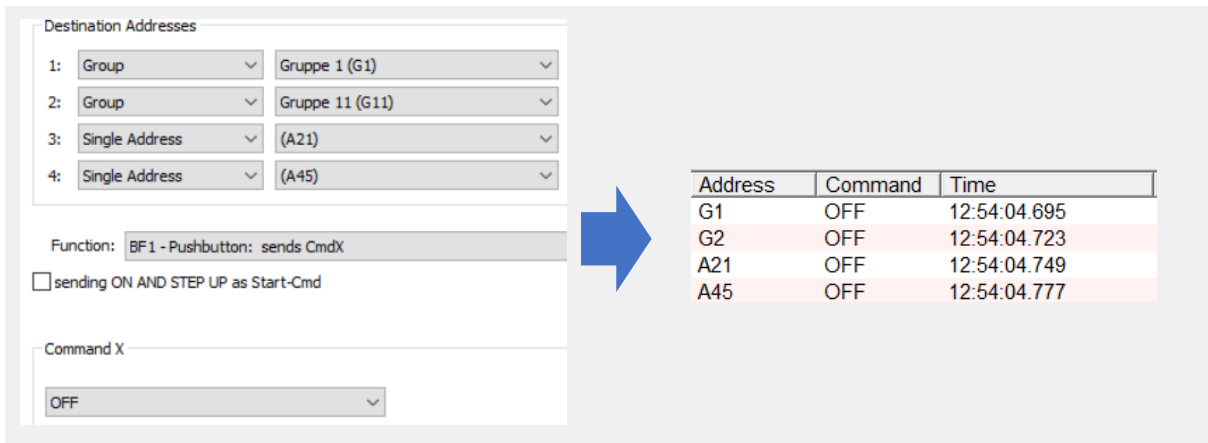 Destination Addresses
1: Group Gruppe 1 (G1)
2: Group Gruppe 11 (G11)
3: Single Address (A21)
4: Single Address (A45)
Function: BF1 - Pushbutton: sends CmdX
sending ON AND STEP UP as Start-Cmd
Command X
OFF
Address Command Time
G1 OFF 12:54:04.695
G2 OFF 12:54:04.723
A21 OFF 12:54:04.749
A45 OFF 12:54:04.777